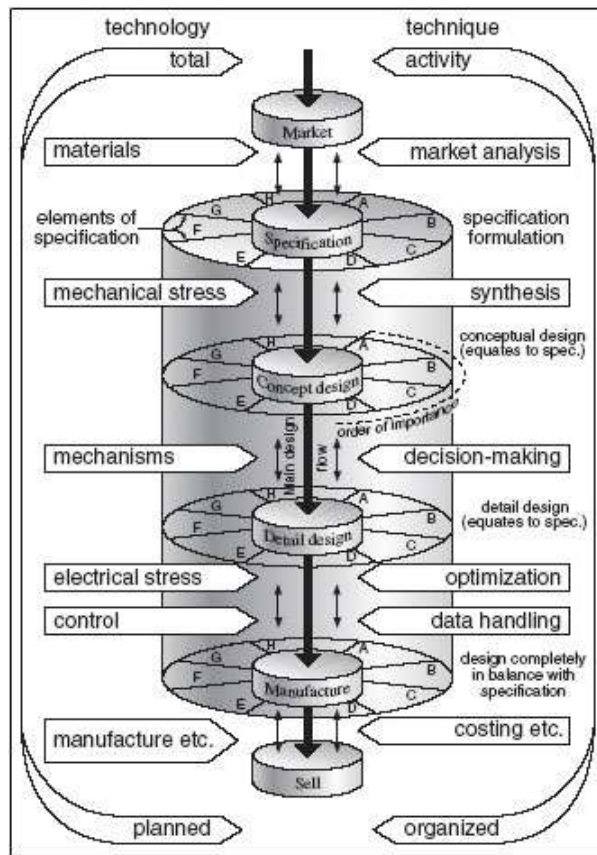 technology
technique
total
activity
Market
materials
market analysis
H
A
G
B
elements of
specification
F
Specification
specification
formulation
E
D
C
mechanical stress
synthesis
conceptual design
(equates to spec.)
H
A
G
B
F
Concept design
E
D
C
order of importance
mechanisms
Main design
flow
decision-making
H
A
G
B
F
Detail design
detail design
(equates to spec.)
E
D
C
electrical stress
optimization
control
data handling
H
A
G
B
F
Manufacture
design completely
in balance with
specification
E
D
C
manufacture etc.
costing etc.
Sell
planned
organized